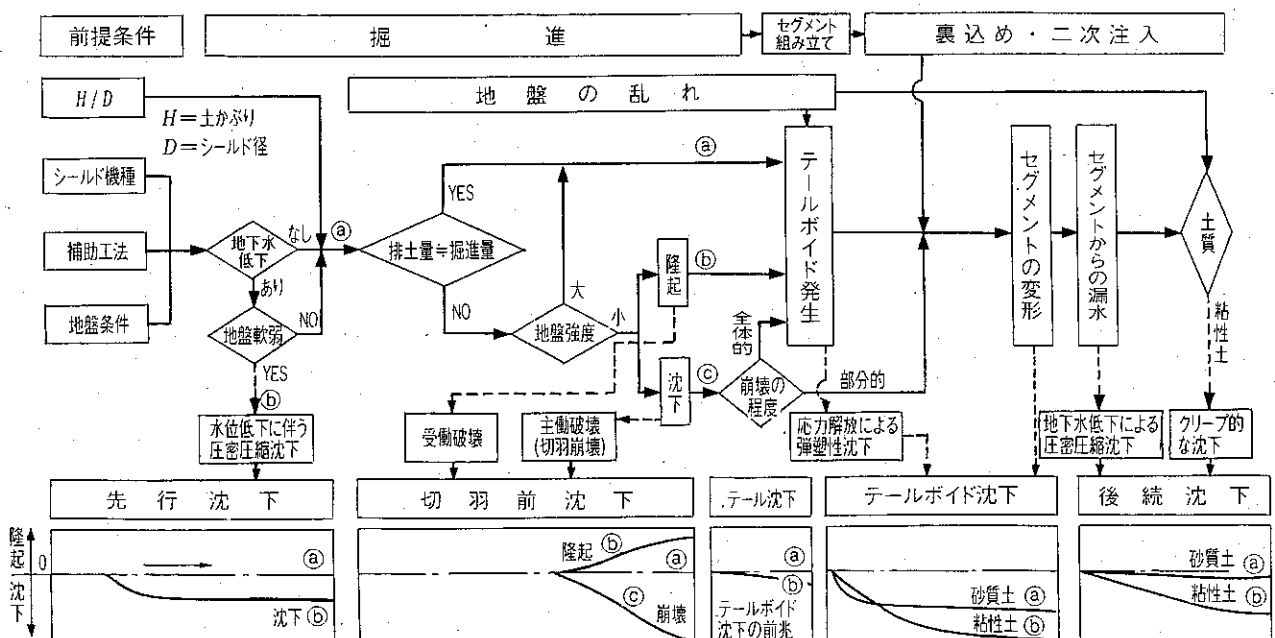 前提条件
掘進
セグメント
組み立て
裏込め・二次注入
H/D
H=土かぶり
D=シールド径
地盤の乱れ
シールド機種
補助工法
地盤条件
地下水
低下
なし
ⓐ
あり
地盤軟弱
NO
YES
ⓑ
水位低下に伴う
圧密圧縮沈下
排土量≒掘進量
YES
NO
ⓐ
地盤強度
大
小
隆起
ⓑ
沈下
ⓒ
崩壊の
程度
全体的
部分的
テールボイド発生
セグメントの変形
セグメントからの漏水
土質
粘性土
受働破壊
主働破壊
(切羽崩壊)
応力解放による
弾塑性沈下
地下水低下による
圧密圧縮沈下
クリープ的
な沈下
先行沈下
切羽前沈下
テール沈下
テールボイド沈下
後続沈下
隆起
0
沈下
ⓐ
沈下ⓑ
隆起ⓑ
ⓐ
ⓒ
崩壊
ⓐ
ⓑ
テールボイド
沈下の前兆
砂質土ⓐ
粘性土ⓑ
砂質土ⓐ
粘性土ⓑ